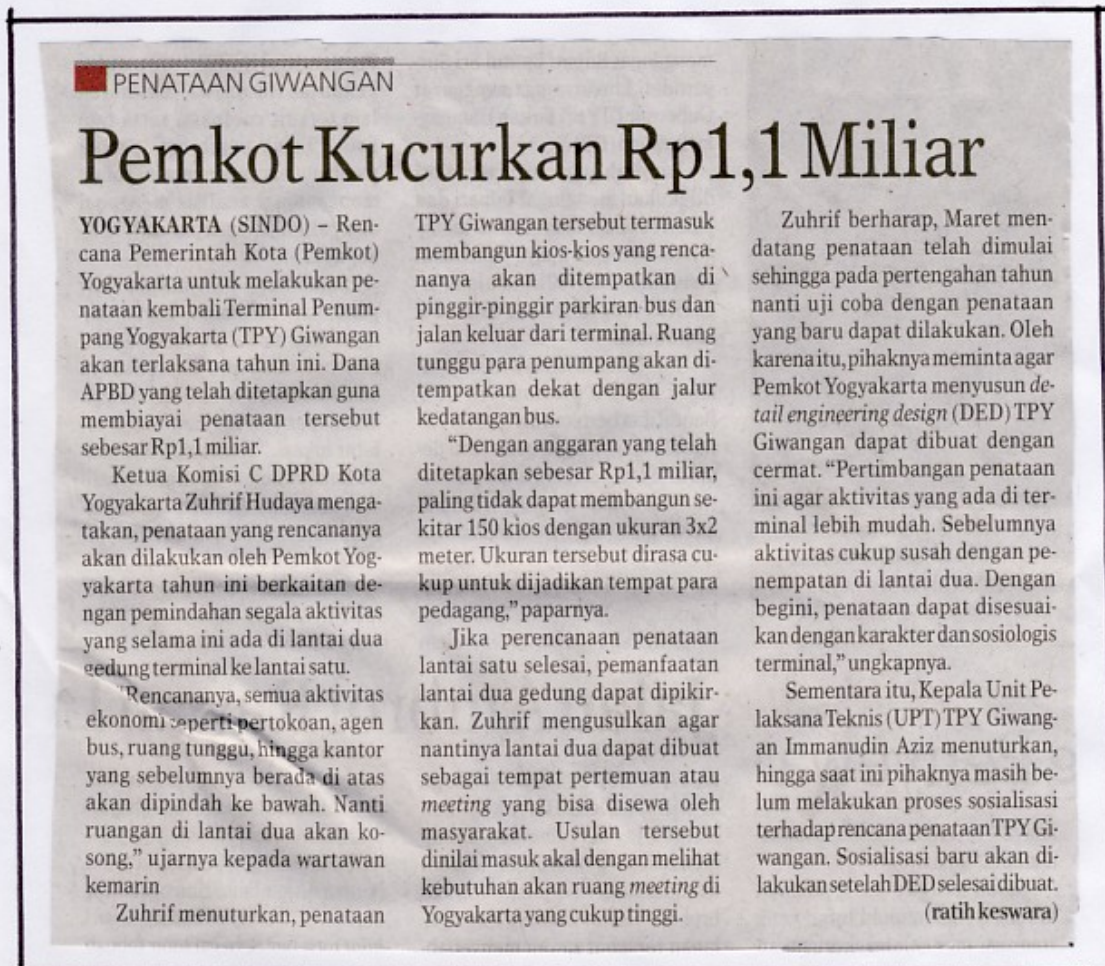 PENATAAN GIWANGAN
Pemkot Kucurkan Rp1,1 Miliar
YOGYAKARTA (SINDO) – Ren-
cana Pemerintah Kota (Pemkot)
Yogyakarta untuk melakukan pe-
nataan kembali Terminal Penum-
pang Yogyakarta (TPY) Giwangan
akan terlaksana tahun ini. Dana
APBD yang telah ditetapkan guna
membiayai penataan tersebut
sebesar Rp1,1 miliar.
Ketua Komisi C DPRD Kota
Yogyakarta Zuhrif Hudaya menga-
takan, penataan yang rencananya
akan dilakukan oleh Pemkot Yog-
yakarta tahun ini berkaitan de-
ngan pemindahan segala aktivitas
yang selama ini ada di lantai dua
gedung terminal ke lantai satu.
"Rencananya, semua aktivitas
ekonomi seperti pertokoan, agen
bus, ruang tunggu, hingga kantor
yang sebelumnya berada di atas
akan dipindah ke bawah. Nanti
ruangan di lantai dua akan ko-
song," ujarnya kepada wartawan
kemarin
Zuhrif menuturkan, penataan
TPY Giwangan tersebut termasuk
membangun kios-kios yang renca-
nanya akan ditempatkan di
pinggir-pinggir parkiran bus dan
jalan keluar dari terminal. Ruang
tunggu para penumpang akan di-
tempatkan dekat dengan jalur
kedatangan bus.
"Dengan anggaran yang telah
ditetapkan sebesar Rp1,1 miliar,
paling tidak dapat membangun se-
kitar 150 kios dengan ukuran 3x2
meter. Ukuran tersebut dirasa cu-
kup untuk dijadikan tempat para
pedagang," paparnya.
Jika perencanaan penataan
lantai satu selesai, pemanfaatan
lantai dua gedung dapat dipikir-
kan. Zuhrif mengusulkan agar
nantinya lantai dua dapat dibuat
sebagai tempat pertemuan atau
meeting yang bisa disewa oleh
masyarakat. Usulan tersebut
dinilai masuk akal dengan melihat
kebutuhan akan ruang meeting di
Yogyakarta yang cukup tinggi.
Zuhrif berharap, Maret men-
datang penataan telah dimulai
sehingga pada pertengahan tahun
nanti uji coba dengan penataan
yang baru dapat dilakukan. Oleh
karena itu, pihaknya meminta agar
Pemkot Yogyakarta menyusun de-
tail engineering design (DED) TPY
Giwangan dapat dibuat dengan
cermat. "Pertimbangan penataan
ini agar aktivitas yang ada di ter-
minal lebih mudah. Sebelumnya
aktivitas cukup susah dengan pe-
nempatan di lantai dua. Dengan
begini, penataan dapat disesuai-
kan dengan karakter dan sosiologis
terminal," ungkapnya.
Sementara itu, Kepala Unit Pe-
laksana Teknis (UPT) TPY Giwang-
an Immanudin Aziz menuturkan,
hingga saat ini pihaknya masih be-
lum melakukan proses sosialisasi
terhadap rencana penataan TPY Gi-
wangan. Sosialisasi baru akan di-
lakukan setelah DED selesai dibuat.
(ratih keswara)